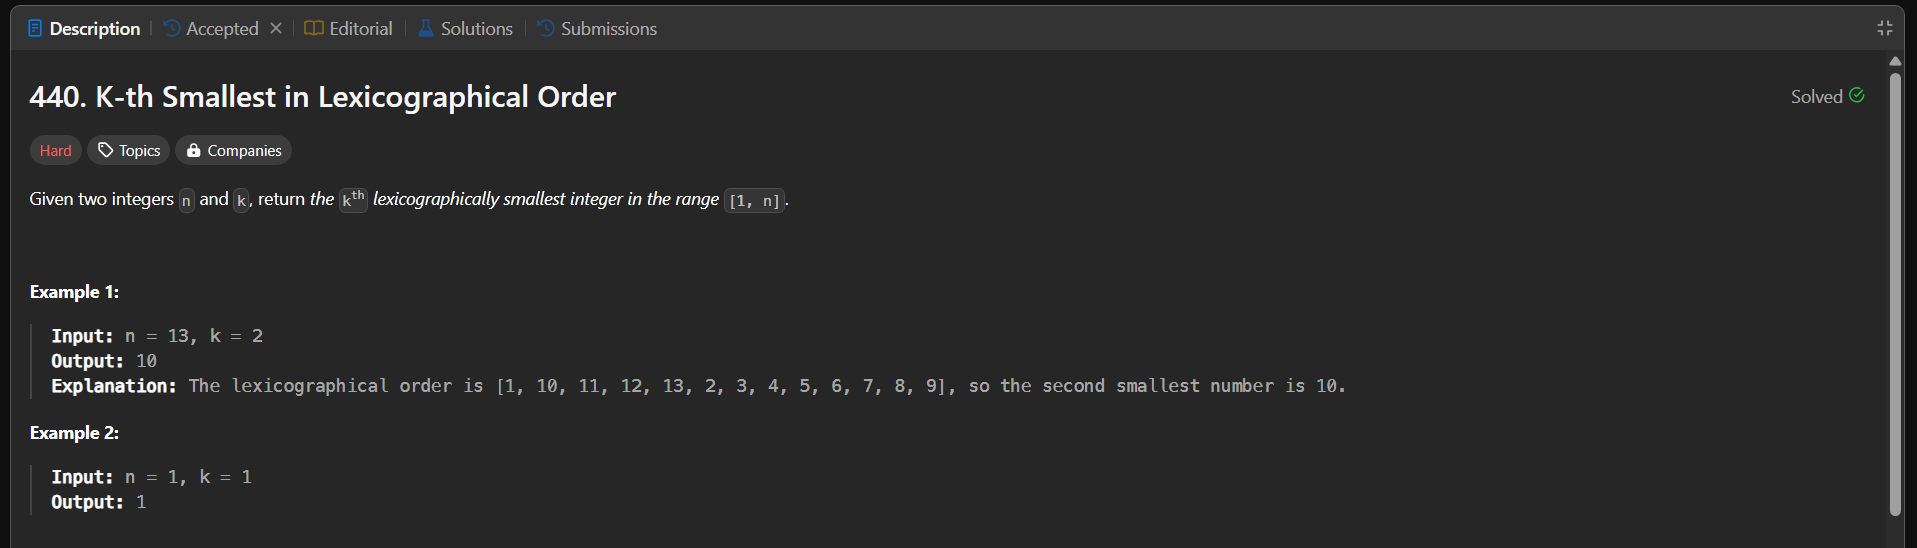 Description Accepted Editorial Solutions Submissions
440. K-th Smallest in Lexicographical Order
Solved
Hard Topics Companies
Given two integers n and k, return the kth lexicographically smallest integer in the range [1, n].
Example 1:
Input: n = 13, k = 2
Output: 10
Explanation: The lexicographical order is [1, 10, 11, 12, 13, 2, 3, 4, 5, 6, 7, 8, 9], so the second smallest number is 10.
Example 2:
Input: n = 1, k = 1
Output: 1